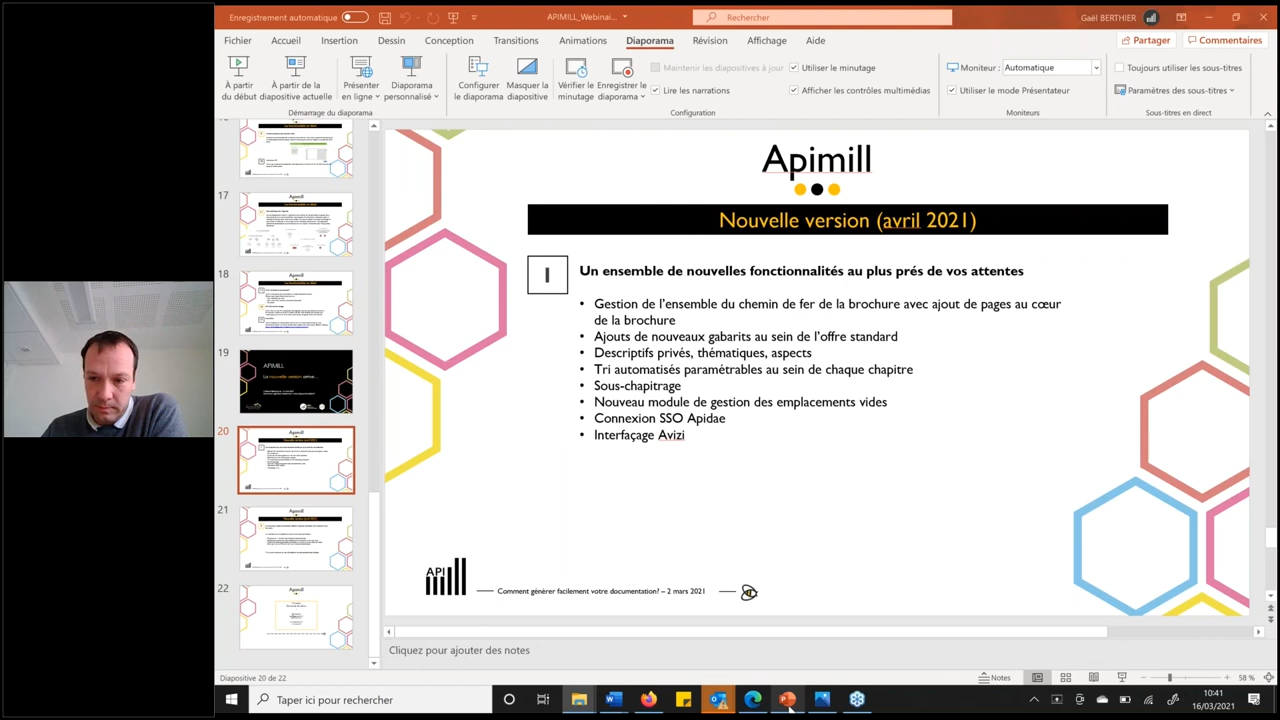 Enregistrement automatique
APIMILL_Webinai...
Rechercher
Gaël BERTHIER
Fichier
Accueil
Insertion
Dessin
Conception
Transitions
Animations
Diaporama
Révision
Affichage
Aide
Partager
Commentaires
À partir
du début
À partir de la
diapositive actuelle
Présenter
en ligne
Diaporama
personnalisé
Démarrage du diaporama
Configurer
le diaporama
Masquer la
diapositive
Vérifier le
minutage
Enregistrer le
diaporama
Maintenir les diapositives à jour
Utiliser le minutage
Lire les narrations
Afficher les contrôles multimédias
Configuration
Moniteur :
Automatique
Utiliser le mode Présentateur
Moniteurs
Toujours utiliser les sous-titres
Paramètres des sous-titres
Sous-titres en direct
17
18
19
APIMILL
La nouvelle version arrive...
20
21
22
Apimill
ouvelle version (avril 2021)
I
Un ensemble de nouvelles fonctionnalités au plus prés de vos attentes
• Gestion de l'ensemble du chemin de fer de la brochure avec ajout de pages au cœur
de la brochure
• Ajouts de nouveaux gabarits au sein de l'offre standard
• Descriptifs privés, thématiques, aspects
• Tri automatisés paramétrables au sein de chaque chapitre
• Sous-chapitrage
• Nouveau module de gestion des emplacements vides
• Connexion SSO Apidae
• Interfaçage Avizi
API
Comment générer facilement votre documentation? – 2 mars 2021
Cliquez pour ajouter des notes
Diapositive 20 de 22
Notes
58 %
Taper ici pour rechercher
10:41
16/03/2021